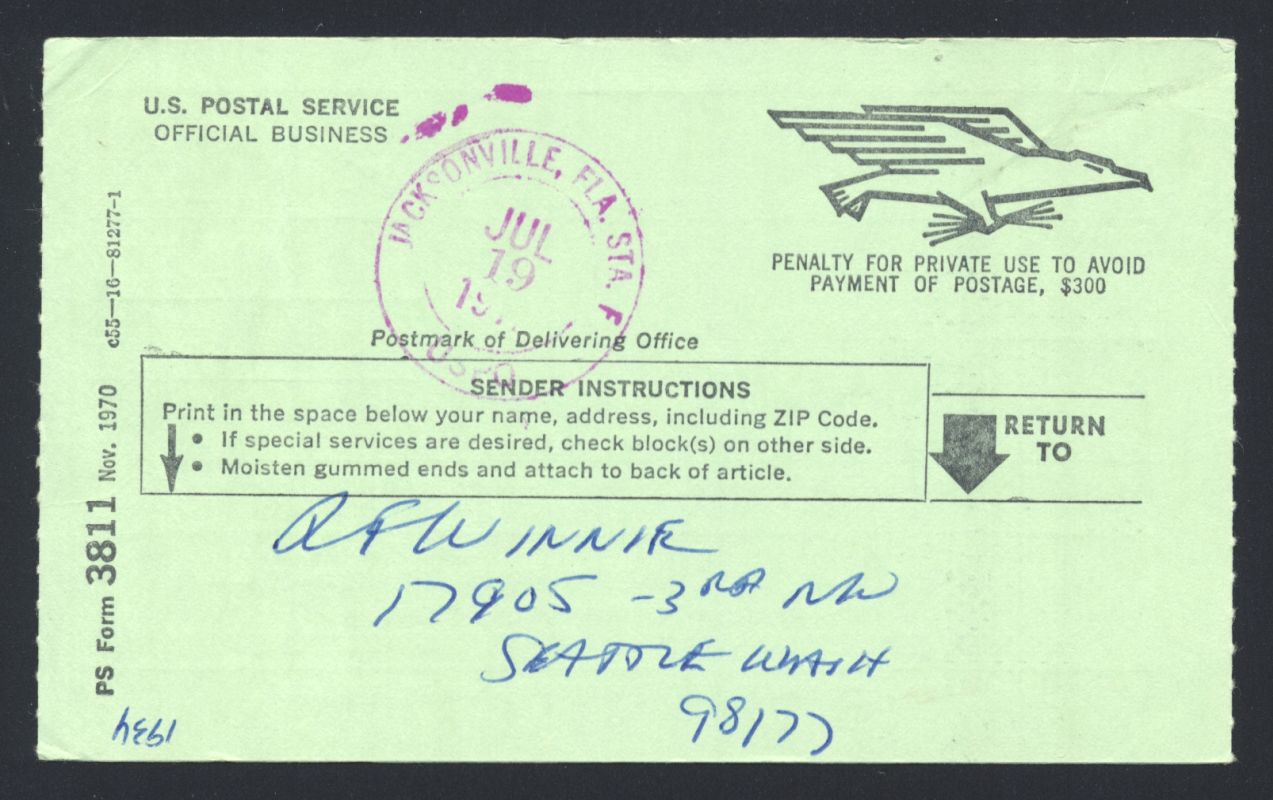 U.S. POSTAL SERVICE
OFFICIAL BUSINESS
JACKSONVILLE, FLA. STA. F
JUL
19
USPO
PENALTY FOR PRIVATE USE TO AVOID
PAYMENT OF POSTAGE, $300
Postmark of Delivering Office
SENDER INSTRUCTIONS
Print in the space below your name, address, including ZIP Code.
• If special services are desired, check block(s) on other side.
• Moisten gummed ends and attach to back of article.
RETURN
TO
PS Form 3811 Nov. 1970 c55—16—81277-1
WINNIE
17905 - 3RD NW
SEATTLE WASH
98177
1934